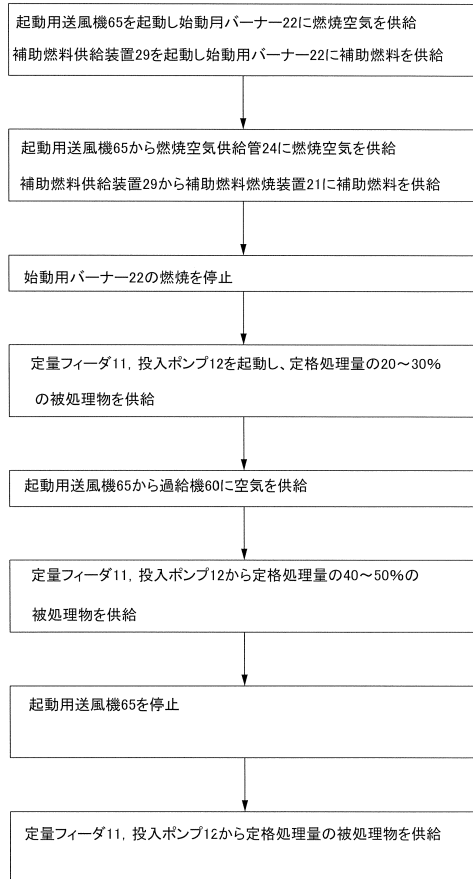 起動用送風機65を起動し始動用バーナー22に燃焼空気を供給
補助燃料供給装置29を起動し始動用バーナー22に補助燃料を供給
起動用送風機65から燃焼空気供給管24に燃焼空気を供給
補助燃料供給装置29から補助燃料燃焼装置21に補助燃料を供給
始動用バーナー22の燃焼を停止
定量フィーダ11, 投入ポンプ12を起動し、定格処理量の20～30%
の被処理物を供給
起動用送風機65から過給機60に空気を供給
定量フィーダ11, 投入ポンプ12から定格処理量の40～50%の
被処理物を供給
起動用送風機65を停止
定量フィーダ11, 投入ポンプ12から定格処理量の被処理物を供給